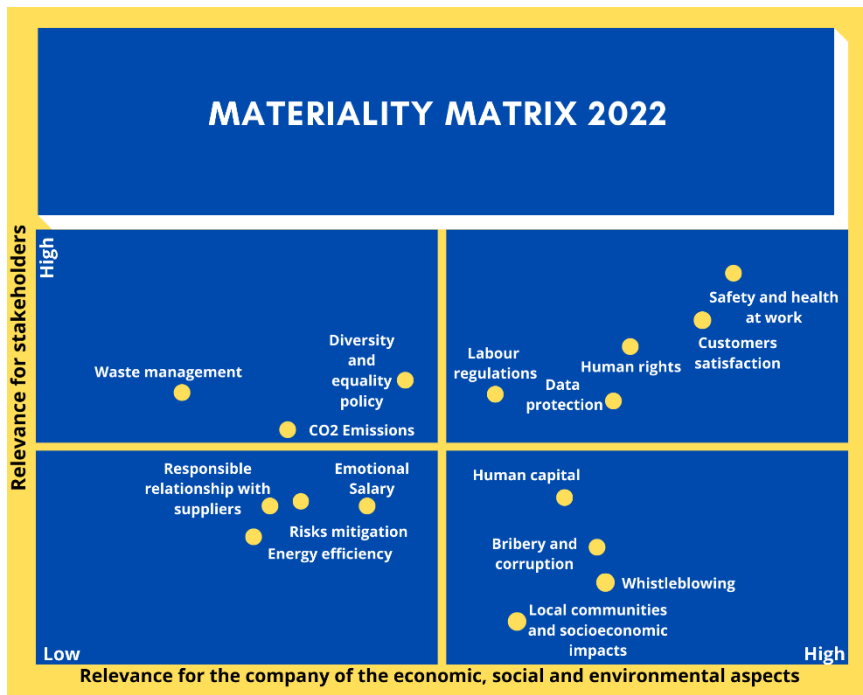 MATERIALITY MATRIX 2022
Relevance for stakeholders
High
Safety and health
at work
Customers
satisfaction
Human rights
Labour
regulations
Data
protection
Diversity
and
equality
policy
Waste management
CO2 Emissions
Responsible
relationship with
suppliers
Emotional
Salary
Risks mitigation
Energy efficiency
Human capital
Bribery and
corruption
Whistleblowing
Local communities
and socioeconomic
impacts
Low
High
Relevance for the company of the economic, social and environmental aspects